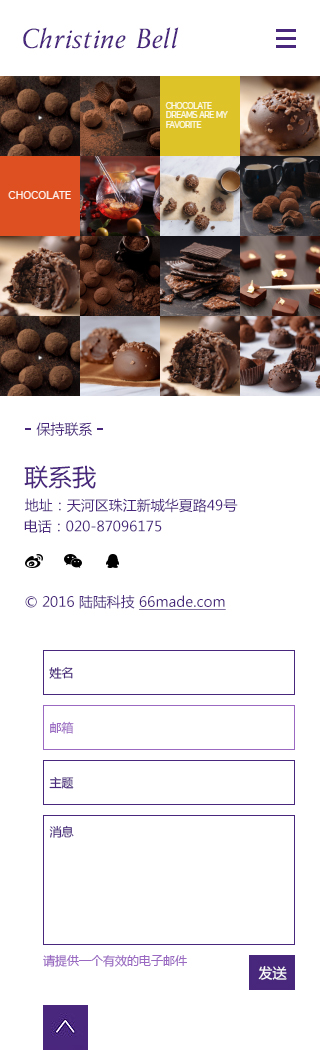 Christine Bell
CHOCOLATE
DREAMS ARE MY
FAVORITE
CHOCOLATE
- 保持联系 -
联系我
地址：天河区珠江新城华夏路49号
电话：020-87096175
© 2016 陆陆科技 66made.com
姓名
邮箱
主题
消息
请提供一个有效的电子邮件
发送